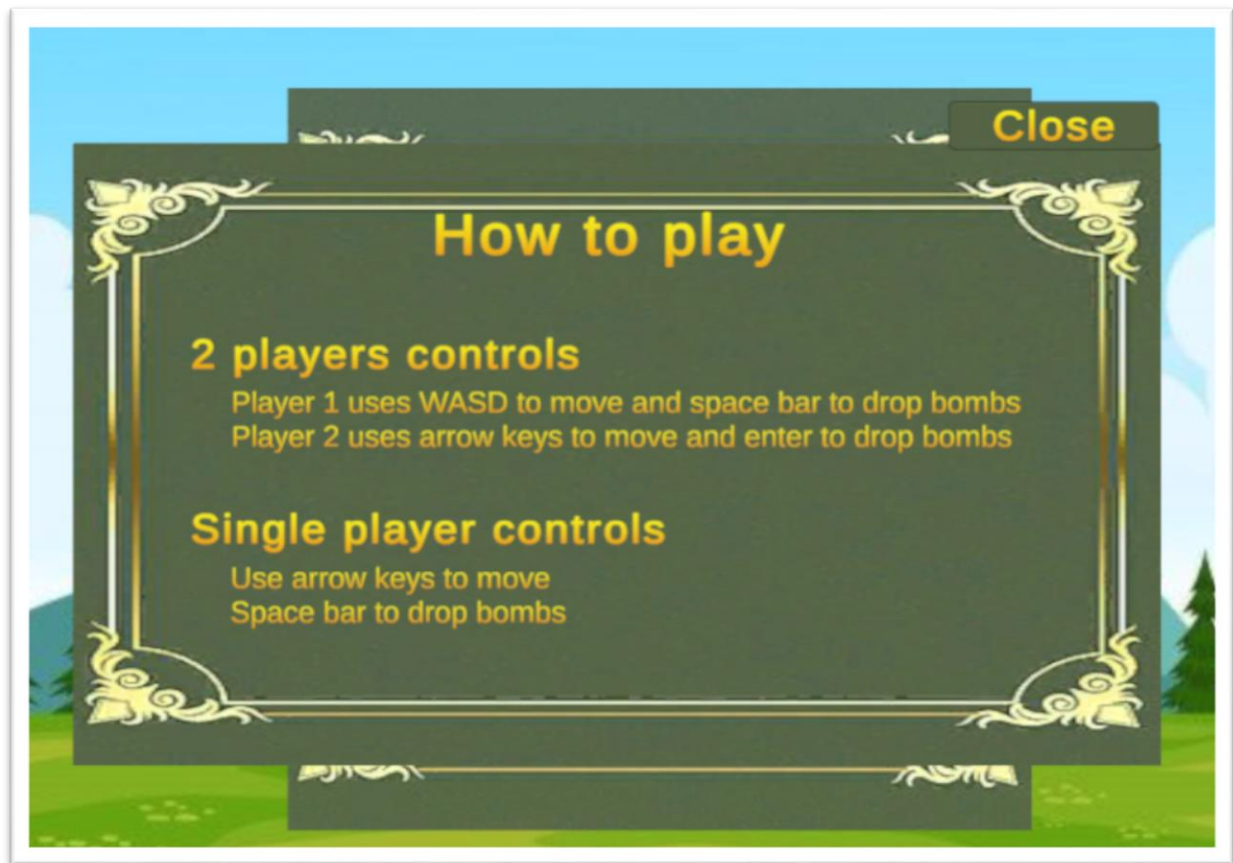 Close
How to play
2 players controls
Player 1 uses WASD to move and space bar to drop bombs
Player 2 uses arrow keys to move and enter to drop bombs
Single player controls
Use arrow keys to move
Space bar to drop bombs